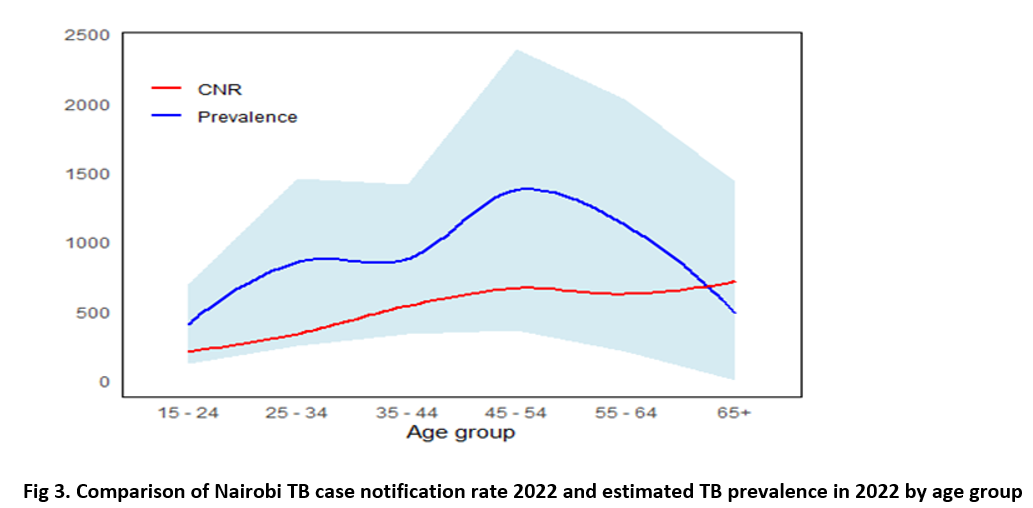 2500
2000
1500
1000
500
0
CNR
Prevalence
15 - 24 25 - 34 35 - 44 45 - 54 55 - 64 65+
Age group
Fig 3. Comparison of Nairobi TB case notification rate 2022 and estimated TB prevalence in 2022 by age group